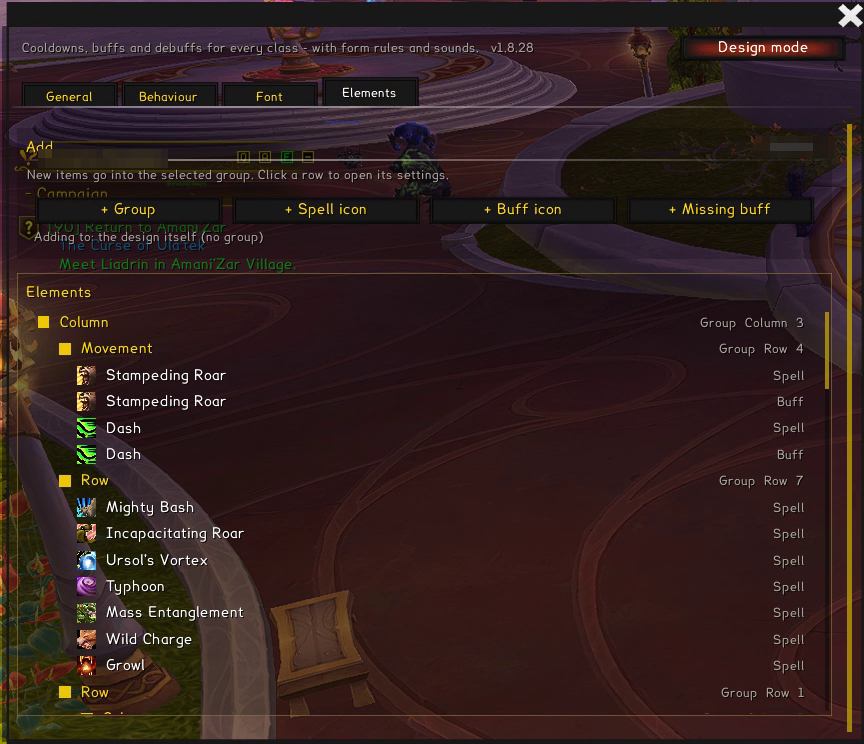 Cooldowns, buffs and debuffs for every class - with form rules and sounds. v1.8.28
Design mode
General
Behaviour
Font
Elements
Add
New items go into the selected group. Click a row to open its settings.
- Campaign
+ Group
+ Spell icon
+ Buff icon
+ Missing buff
[90] Return to Amani'Zar
Adding to: the design itself (no group)
The Curse of Ula'tek
Meet Liadrin in Amani'Zar Village.
Elements
Column Group Column 3
Movement Group Row 4
Stampeding Roar Spell
Stampeding Roar Buff
Dash Spell
Dash Buff
Row Group Row 7
Mighty Bash Spell
Incapacitating Roar Spell
Ursol's Vortex Spell
Typhoon Spell
Mass Entanglement Spell
Wild Charge Spell
Growl Spell
Row Group Row 1